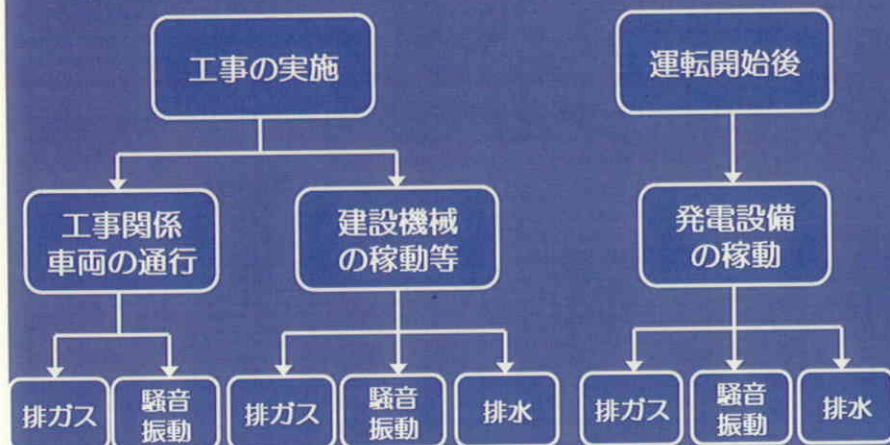 工事の実施
運転開始後
工事関係
車両の通行
建設機械
の稼動等
発電設備
の稼動
排ガス
騒音
振動
排ガス
騒音
振動
排水
排ガス
騒音
振動
排水